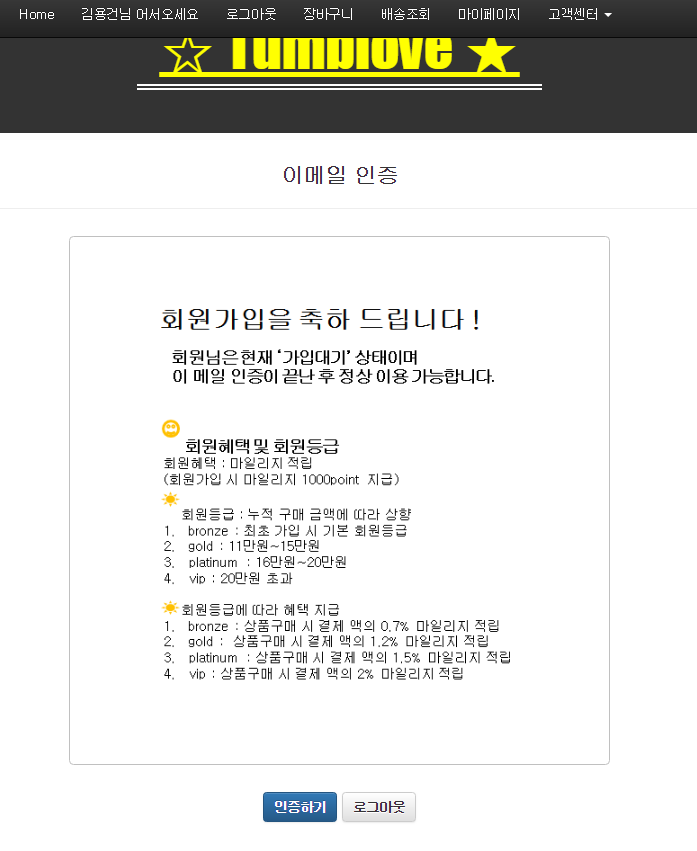 Home 김용건님 어서오세요 로그아웃 장바구니 배송조회 마이페이지 고객센터
☆ Tumblove ★
이메일 인증
회원가입을 축하 드립니다 !
회원님은현재 ‘가입대기’ 상태이며
이 메일 인증이 끝난 후 정상 이용 가능합니다.
회원혜택 및 회원등급
회원혜택 : 마일리지 적립
(회원가입 시 마일리지 1000point 지급)
회원등급 : 누적 구매 금액에 따라 상향
1. bronze : 최초 가입 시 기본 회원등급
2. gold : 11만원~15만원
3. platinum : 16만원~20만원
4. vip : 20만원 초과
회원등급에 따라 혜택 지급
1. bronze : 상품구매 시 결제 액의 0.7% 마일리지 적립
2. gold : 상품구매 시 결제 액의 1.2% 마일리지 적립
3. platinum : 상품구매 시 결제 액의 1.5% 마일리지 적립
4. vip : 상품구매 시 결제 액의 2% 마일리지 적립
인증하기 로그아웃